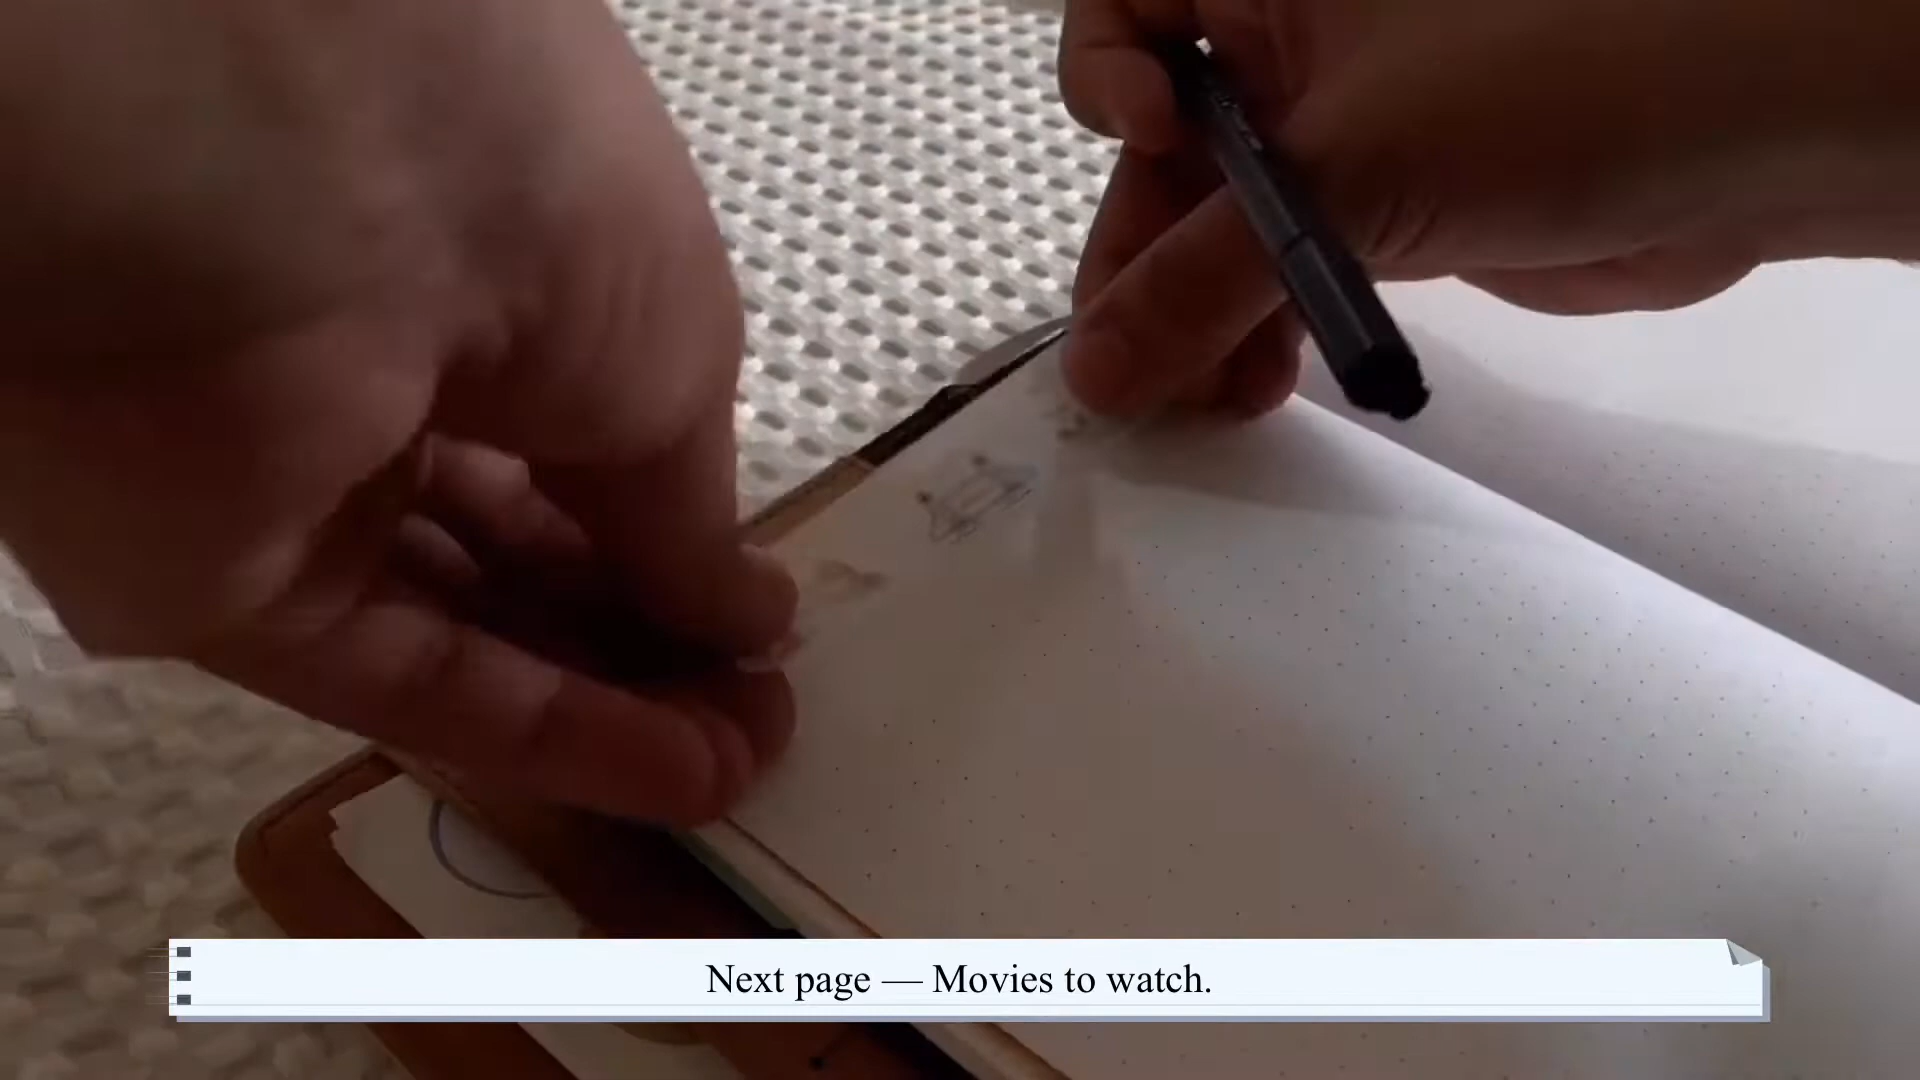 Next page — Movies to watch.